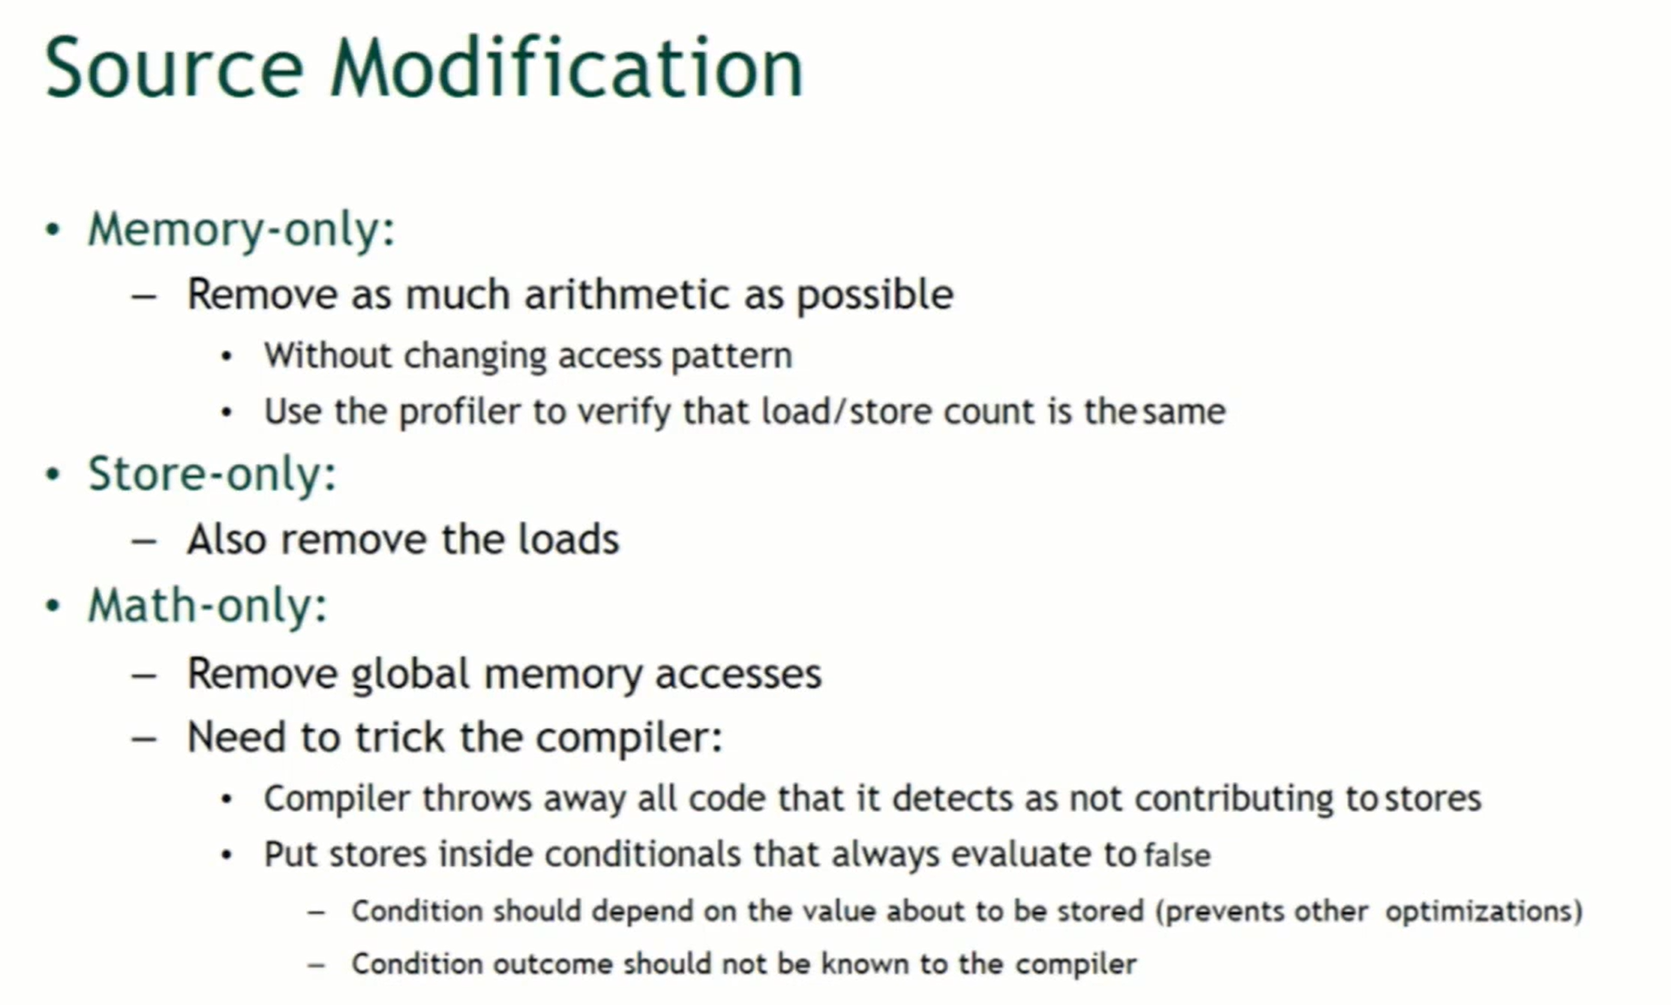 Source Modification
• Memory-only:
– Remove as much arithmetic as possible
• Without changing access pattern
• Use the profiler to verify that load/store count is the same
• Store-only:
– Also remove the loads
• Math-only:
– Remove global memory accesses
– Need to trick the compiler:
• Compiler throws away all code that it detects as not contributing to stores
• Put stores inside conditionals that always evaluate to false
– Condition should depend on the value about to be stored (prevents other optimizations)
– Condition outcome should not be known to the compiler